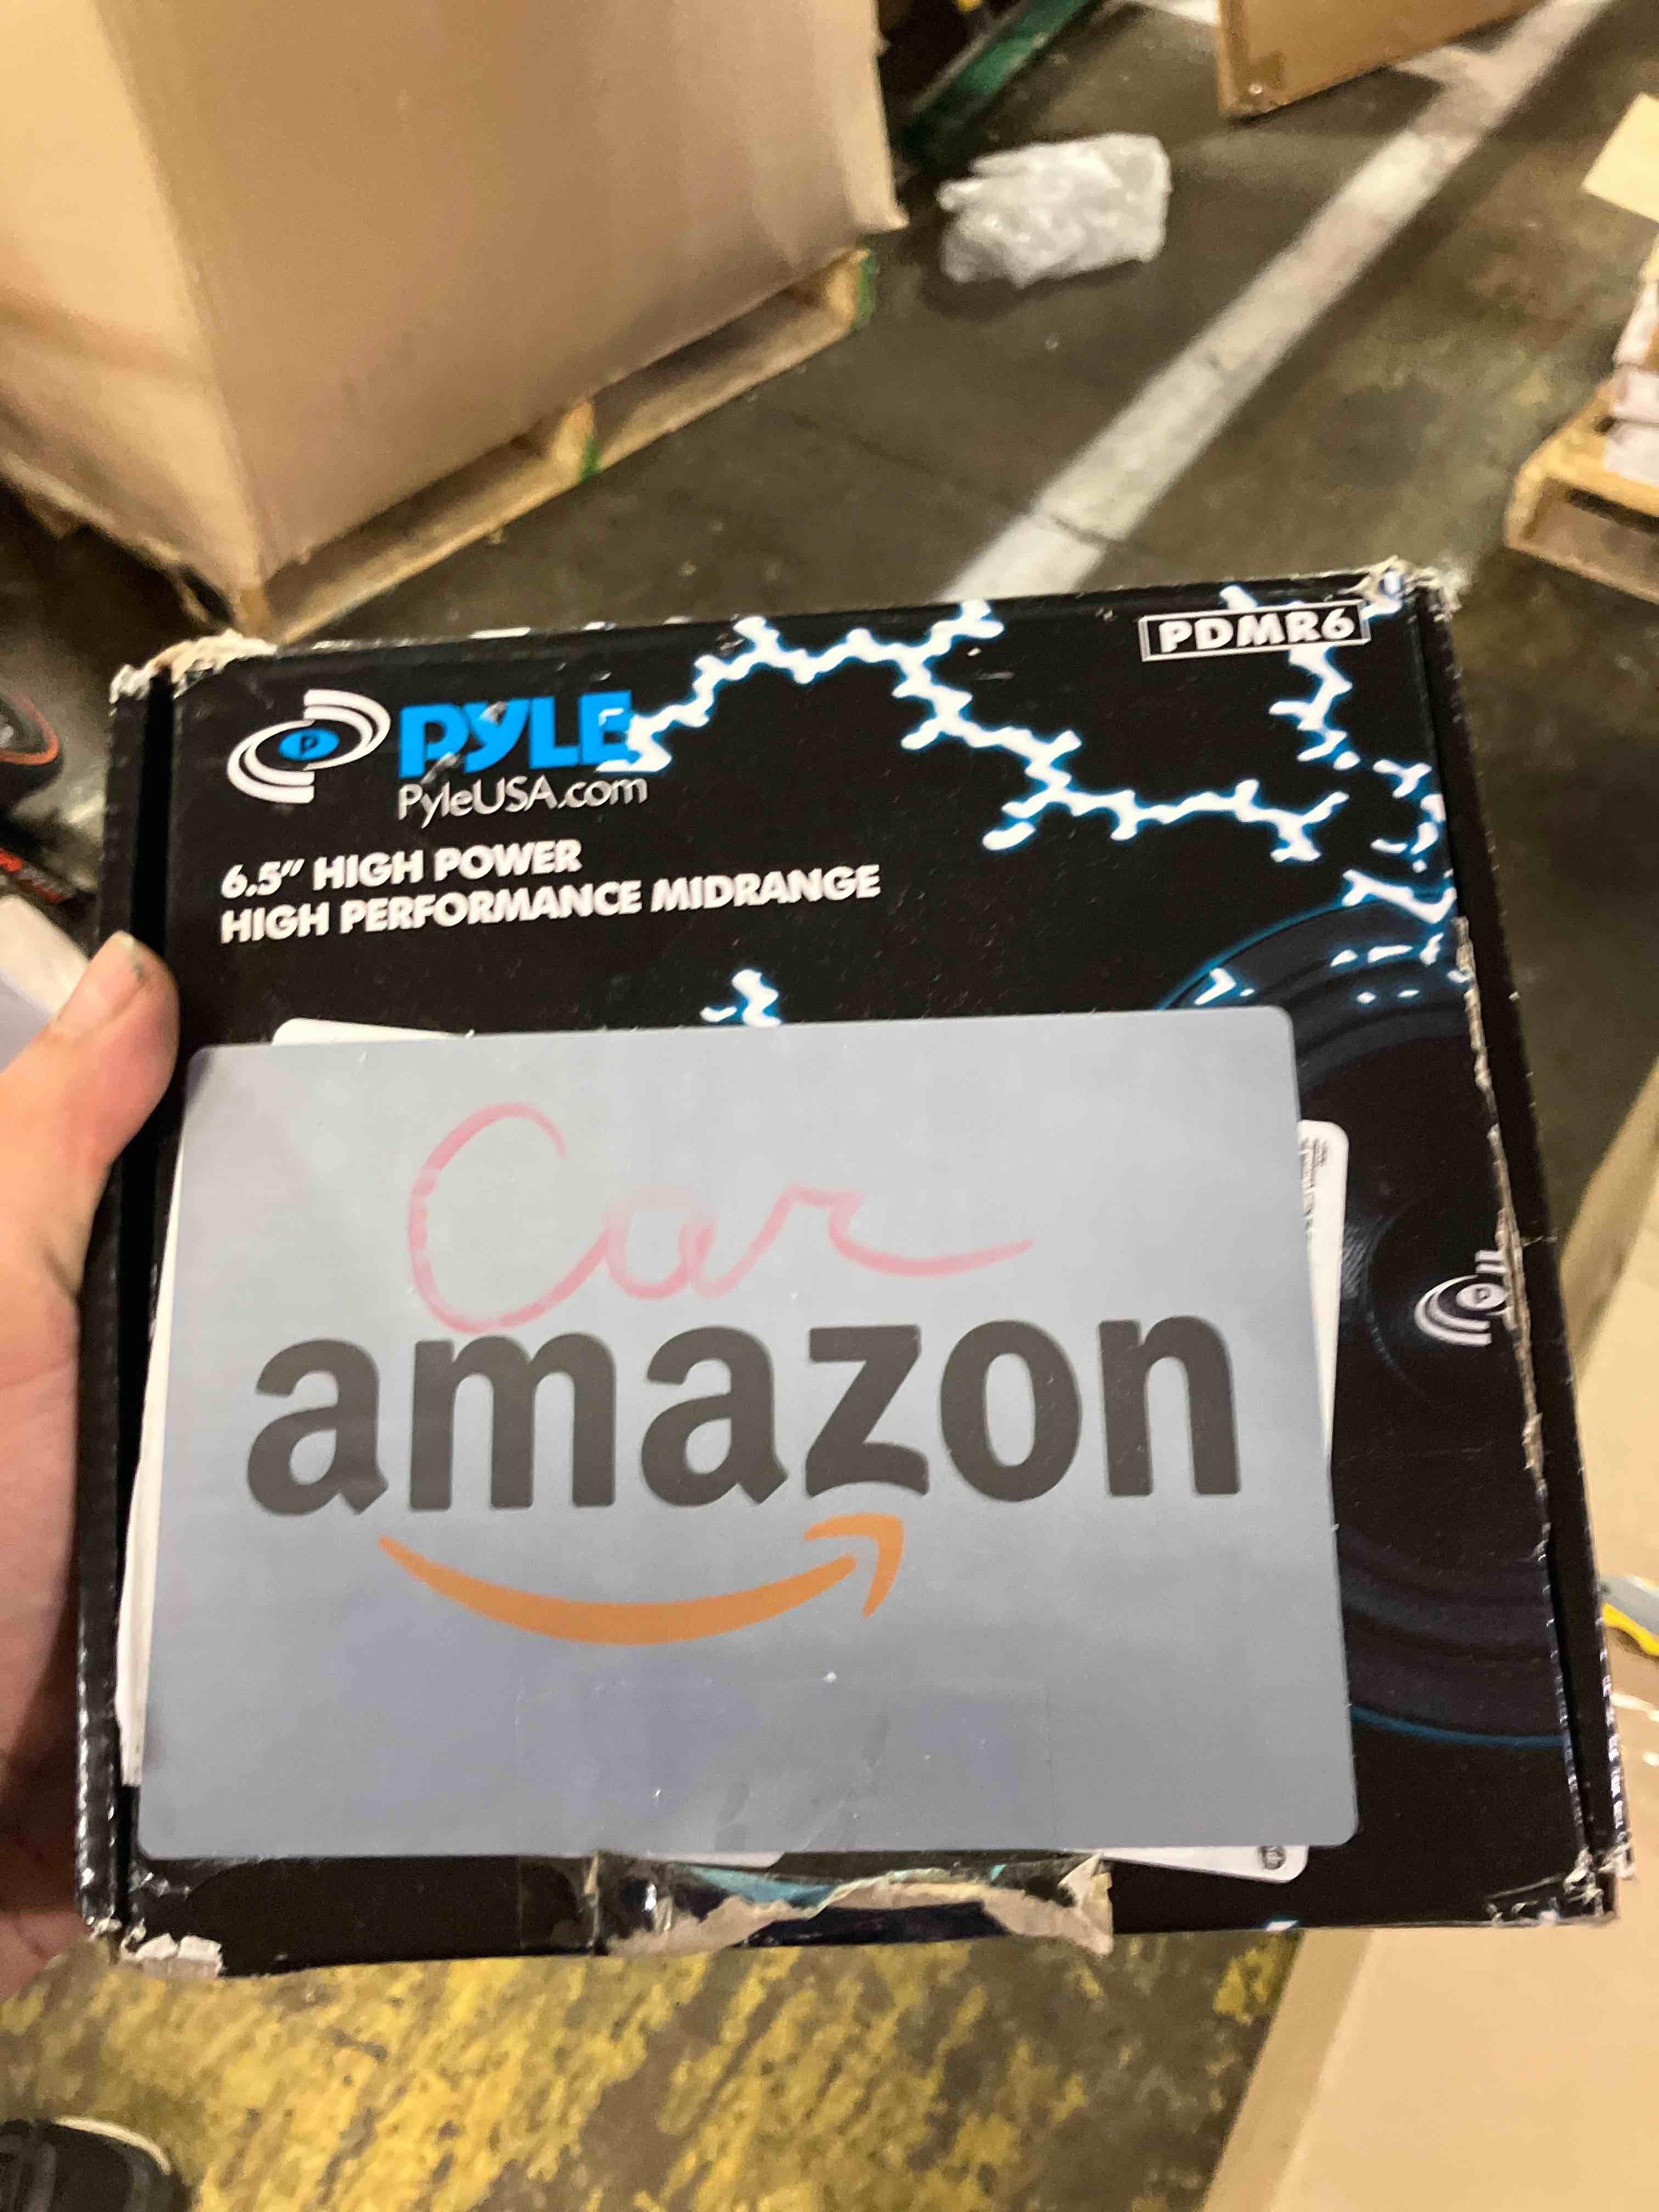 PDMR6
PYLE
PyleUSA.com
6.5" HIGH POWER
HIGH PERFORMANCE MIDRANGE
Car
amazon